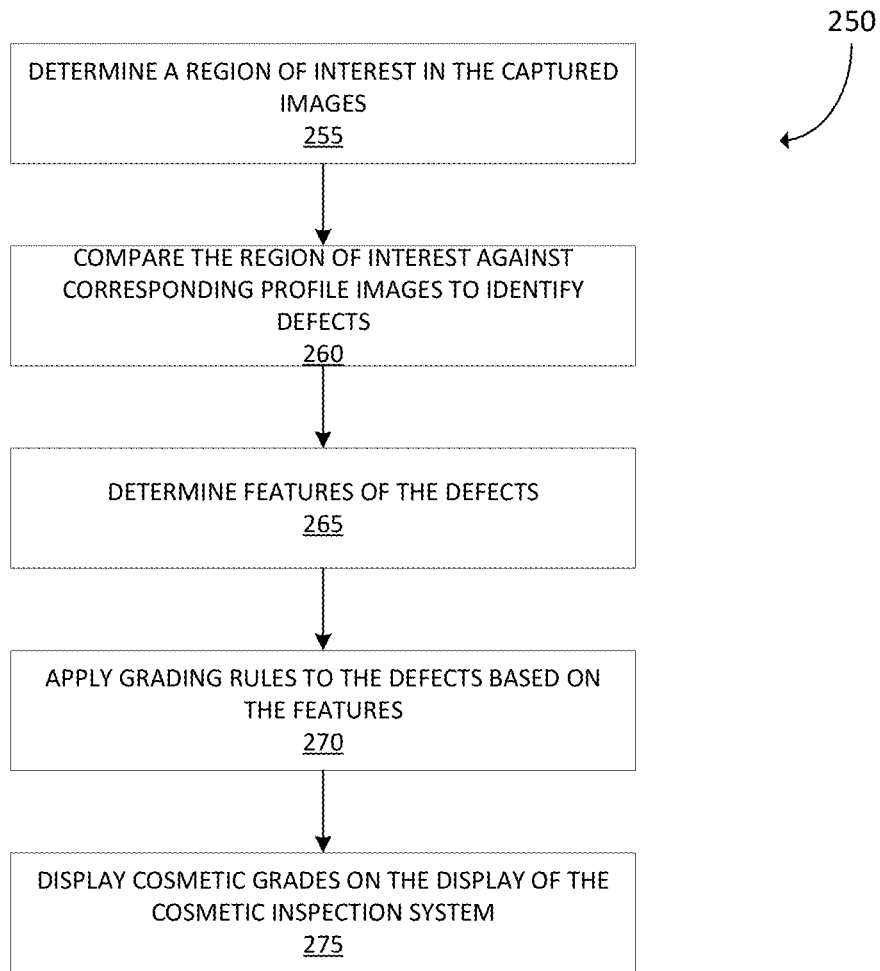 250
DETERMINE A REGION OF INTEREST IN THE CAPTURED
IMAGES
255
COMPARE THE REGION OF INTEREST AGAINST
CORRESPONDING PROFILE IMAGES TO IDENTIFY
DEFECTS
260
DETERMINE FEATURES OF THE DEFECTS
265
APPLY GRADING RULES TO THE DEFECTS BASED ON
THE FEATURES
270
DISPLAY COSMETIC GRADES ON THE DISPLAY OF THE
COSMETIC INSPECTION SYSTEM
275